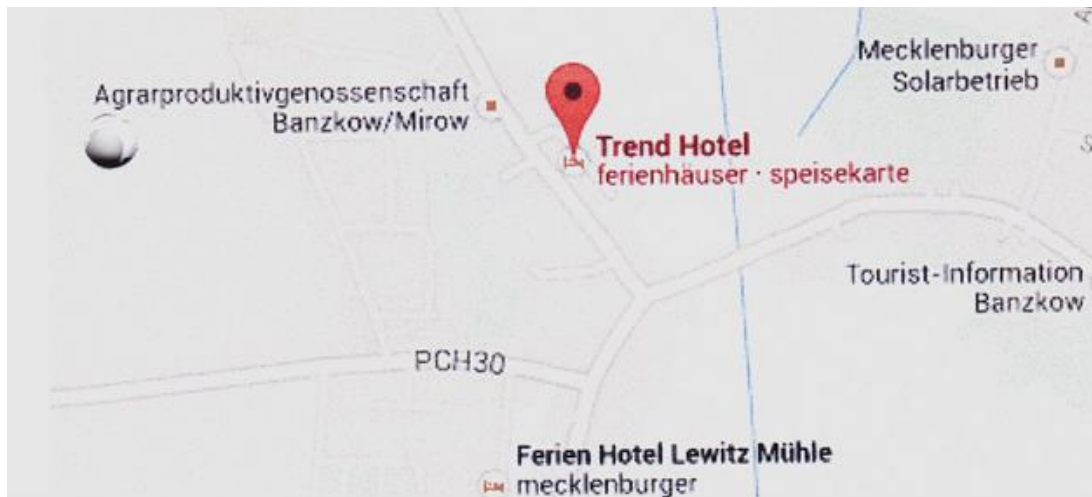 Mecklenburger
Solarbetrieb
Agrarproduktivgenossenschaft
Banzkow/Mirow
Trend Hotel
ferienhäuser · speisekarte
Tourist-Information
Banzkow
PCH30
Ferien Hotel Lewitz Mühle
mecklenburger